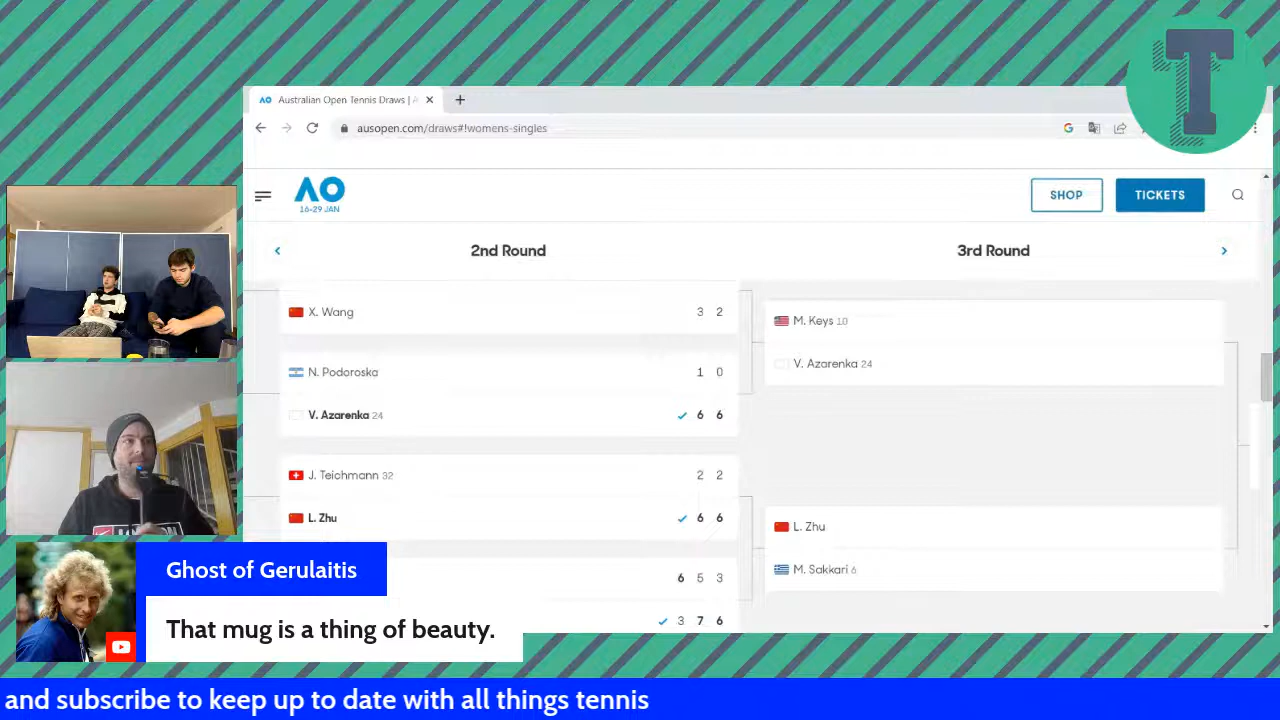 Australian Open Tennis Draws | A
ausopen.com/draws#!womens-singles
AO
16-29 JAN
SHOP
TICKETS
2nd Round
3rd Round
X. Wang 3 2
N. Podoroska 1 0
V. Azarenka 24 6 6
J. Teichmann 32 2 2
L. Zhu 6 6
6 5 3
3 7 6
M. Keys 10
V. Azarenka 24
L. Zhu
M. Sakkari 6
T
Ghost of Gerulaitis
That mug is a thing of beauty.
and subscribe to keep up to date with all things tennis